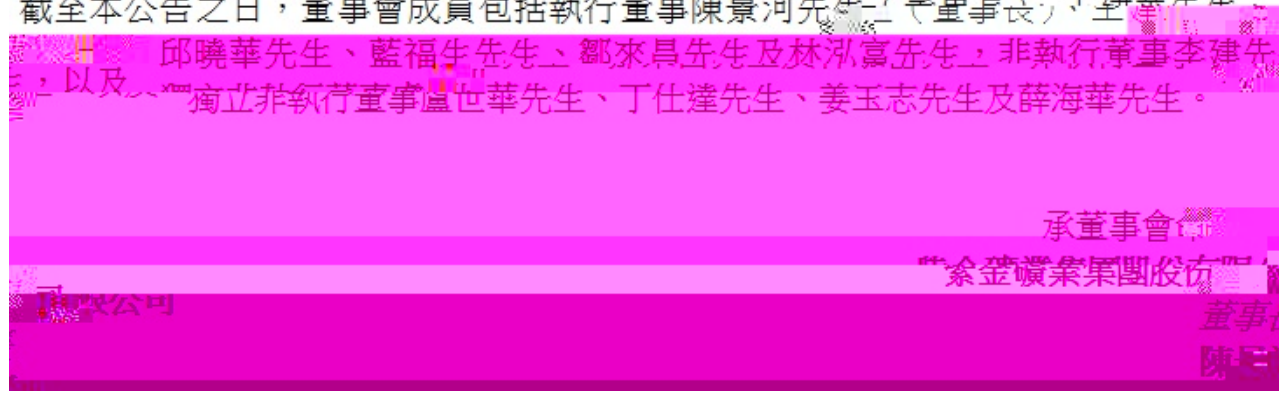 截至本公告之日，董事會成員包括執行董事陳景河先生（董事長）、
邱曉華先生、藍福生先生、鄒來昌先生及林泓富先生，非執行董事李建先
，以及
獨立非執行董事盧世華先生、丁仕達先生、姜玉志先生及薛海華先生。
承董事會
紫金礦業集團股份
限公司
董事
陳